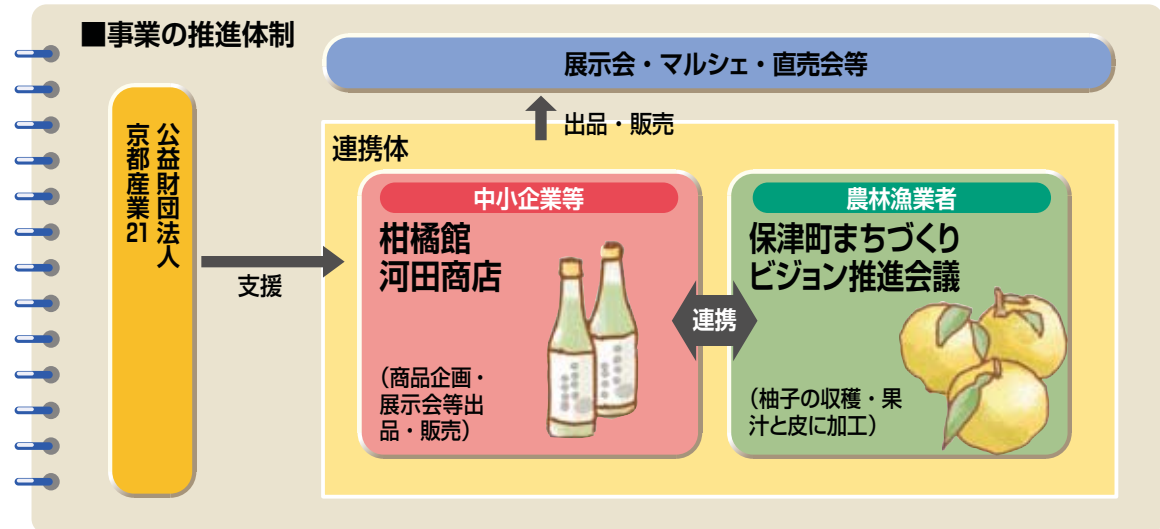 ■事業の推進体制
展示会・マルシェ・直売会等
出品・販売
公益財団法人
京都産業21
支援
連携体
中小企業等
柑橘館
河田商店
（商品企画・
展示会等出
品・販売）
連携
農林漁業者
保津町まちづくり
ビジョン推進会議
（柚子の収穫・果
汁と皮に加工）